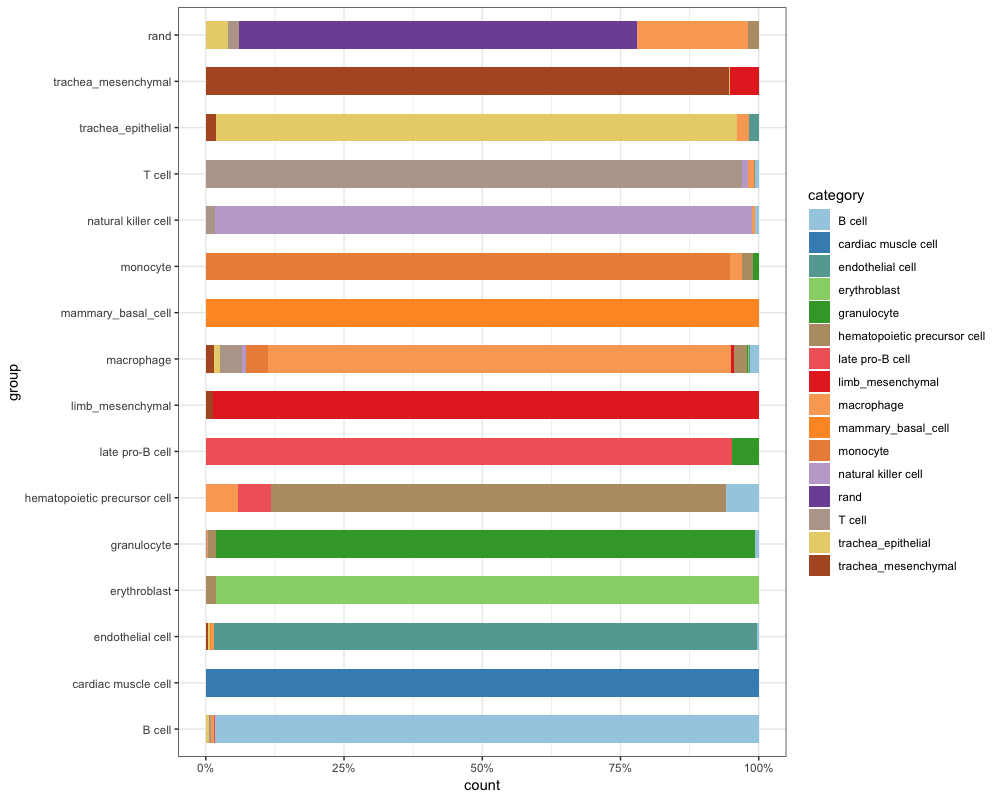 rand
trachea_mesenchymal
trachea_epithelial
T cell
natural killer cell
monocyte
mammary_basal_cell
macrophage
limb_mesenchymal
late pro-B cell
hematopoietic precursor cell
granulocyte
erythroblast
endothelial cell
cardiac muscle cell
B cell
group
0% 25% 50% 75% 100%
count
category
B cell
cardiac muscle cell
endothelial cell
erythroblast
granulocyte
hematopoietic precursor cell
late pro-B cell
limb_mesenchymal
macrophage
mammary_basal_cell
monocyte
natural killer cell
rand
T cell
trachea_epithelial
trachea_mesenchymal